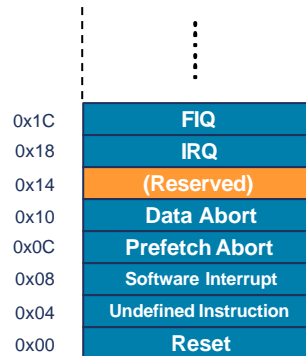 0x1C FIQ
0x18 IRQ
0x14 (Reserved)
0x10 Data Abort
0x0C Prefetch Abort
0x08 Software Interrupt
0x04 Undefined Instruction
0x00 Reset